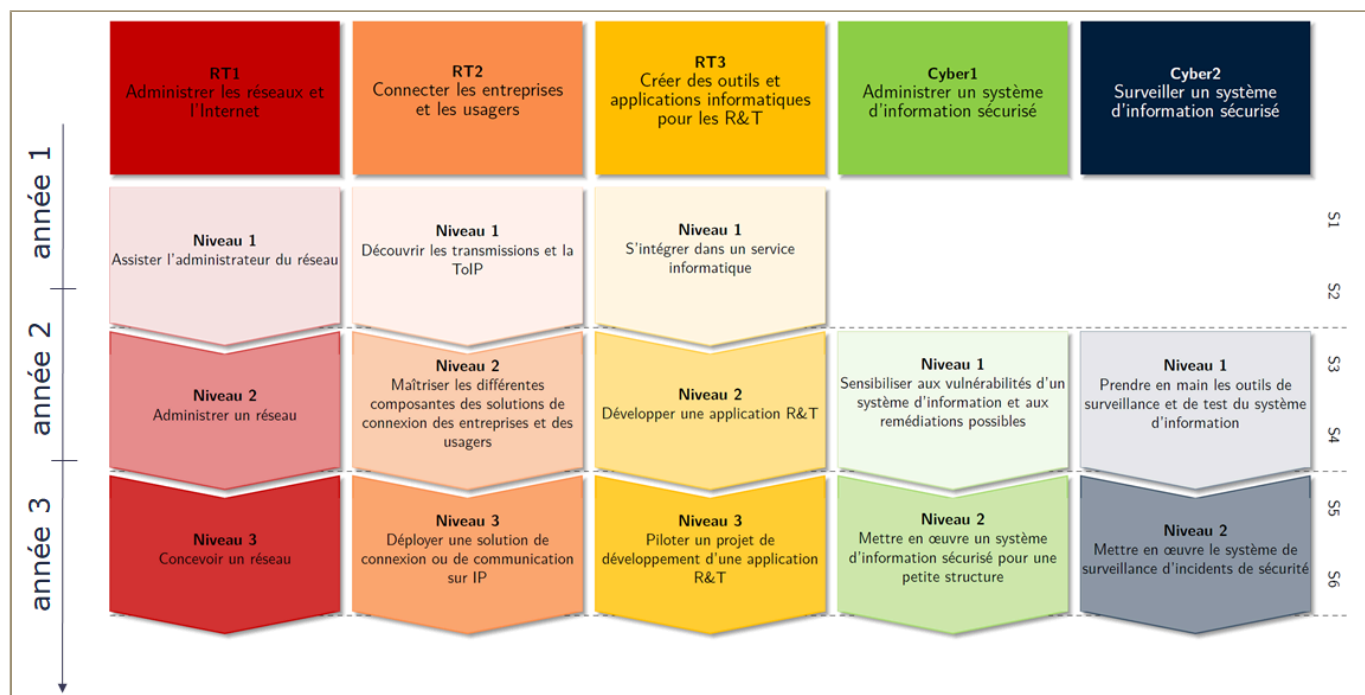 RT1
Administrer les réseaux et
l'Internet
RT2
Connecter les entreprises
et les usagers
RT3
Créer des outils et
applications informatiques
pour les R&T
Cyber1
Administrer un système
d'information sécurisé
Cyber2
Surveiller un système
d'information sécurisé
année 1
Niveau 1
Assister l'administrateur du réseau
Niveau 1
Découvrir les transmissions et la
ToIP
Niveau 1
S'intégrer dans un service
informatique
S1
S2
année 2
Niveau 2
Administrer un réseau
Niveau 2
Maîtriser les différentes
composantes des solutions de
connexion des entreprises et des
usagers
Niveau 2
Développer une application R&T
Niveau 1
Sensibiliser aux vulnérabilités d'un
système d'information et aux
remédiations possibles
Niveau 1
Prendre en main les outils de
surveillance et de test du système
d'information
S3
S4
année 3
Niveau 3
Concevoir un réseau
Niveau 3
Déployer une solution de
connexion ou de communication
sur IP
Niveau 3
Piloter un projet de
développement d'une application
R&T
Niveau 2
Mettre en œuvre un système
d'information sécurisé pour une
petite structure
Niveau 2
Mettre en œuvre le système de
surveillance d'incidents de sécurité
S5
S6